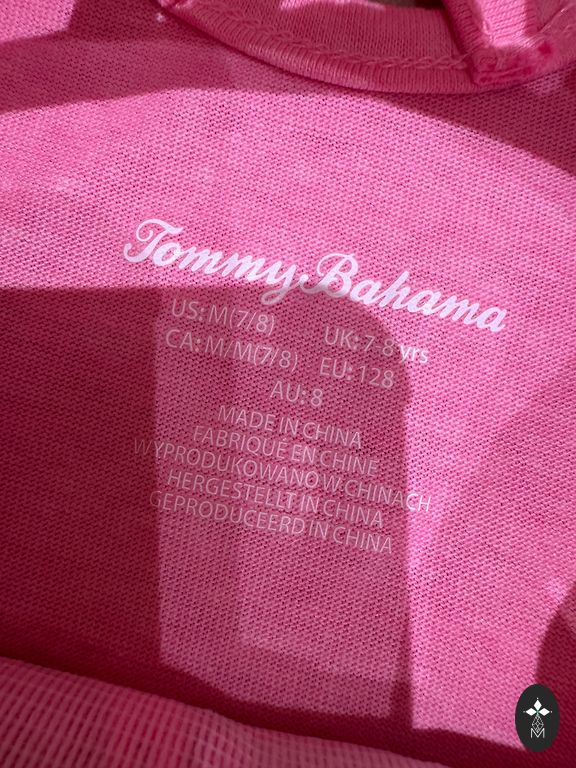 Tommy Bahama
US: M(7/8) UK: 7-8 yrs
CA: M/M(7/8) EU: 128
AU: 8
MADE IN CHINA
FABRIQUÉ EN CHINE
WYPRODUKOWANO W CHINACH
HERGESTELLT IN CHINA
GEPRODUCEERD IN CHINA